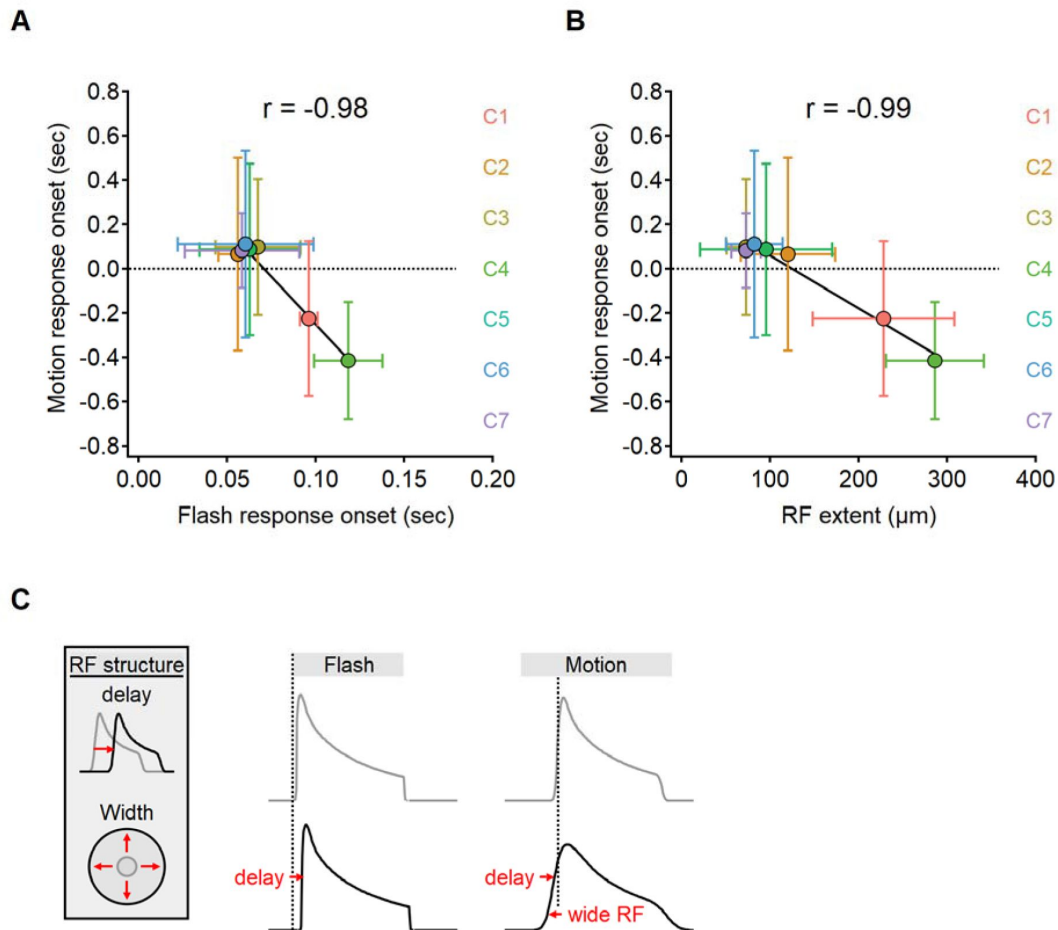 A
B
r = -0.98
r = -0.99
Motion response onset (sec)
0.8
0.6
0.4
0.2
0.0
-0.2
-0.4
-0.6
-0.8
0.00
0.05
0.10
0.15
0.20
Flash response onset (sec)
C1
C2
C3
C4
C5
C6
C7
Motion response onset (sec)
0.8
0.6
0.4
0.2
0.0
-0.2
-0.4
-0.6
-0.8
0
100
200
300
400
RF extent (µm)
C1
C2
C3
C4
C5
C6
C7
C
RF structure
delay
Width
Flash
delay
Motion
delay
wide RF